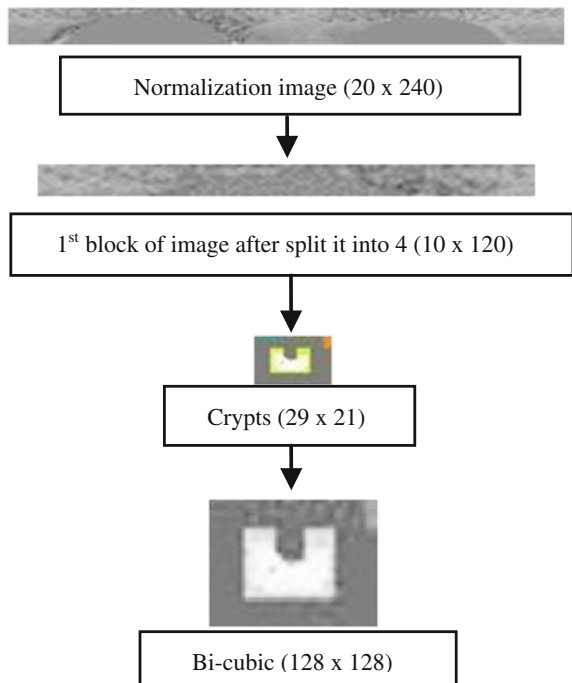 Normalization image (20 x 240)
1st block of image after split it into 4 (10 x 120)
Crypts (29 x 21)
Bi-cubic (128 x 128)